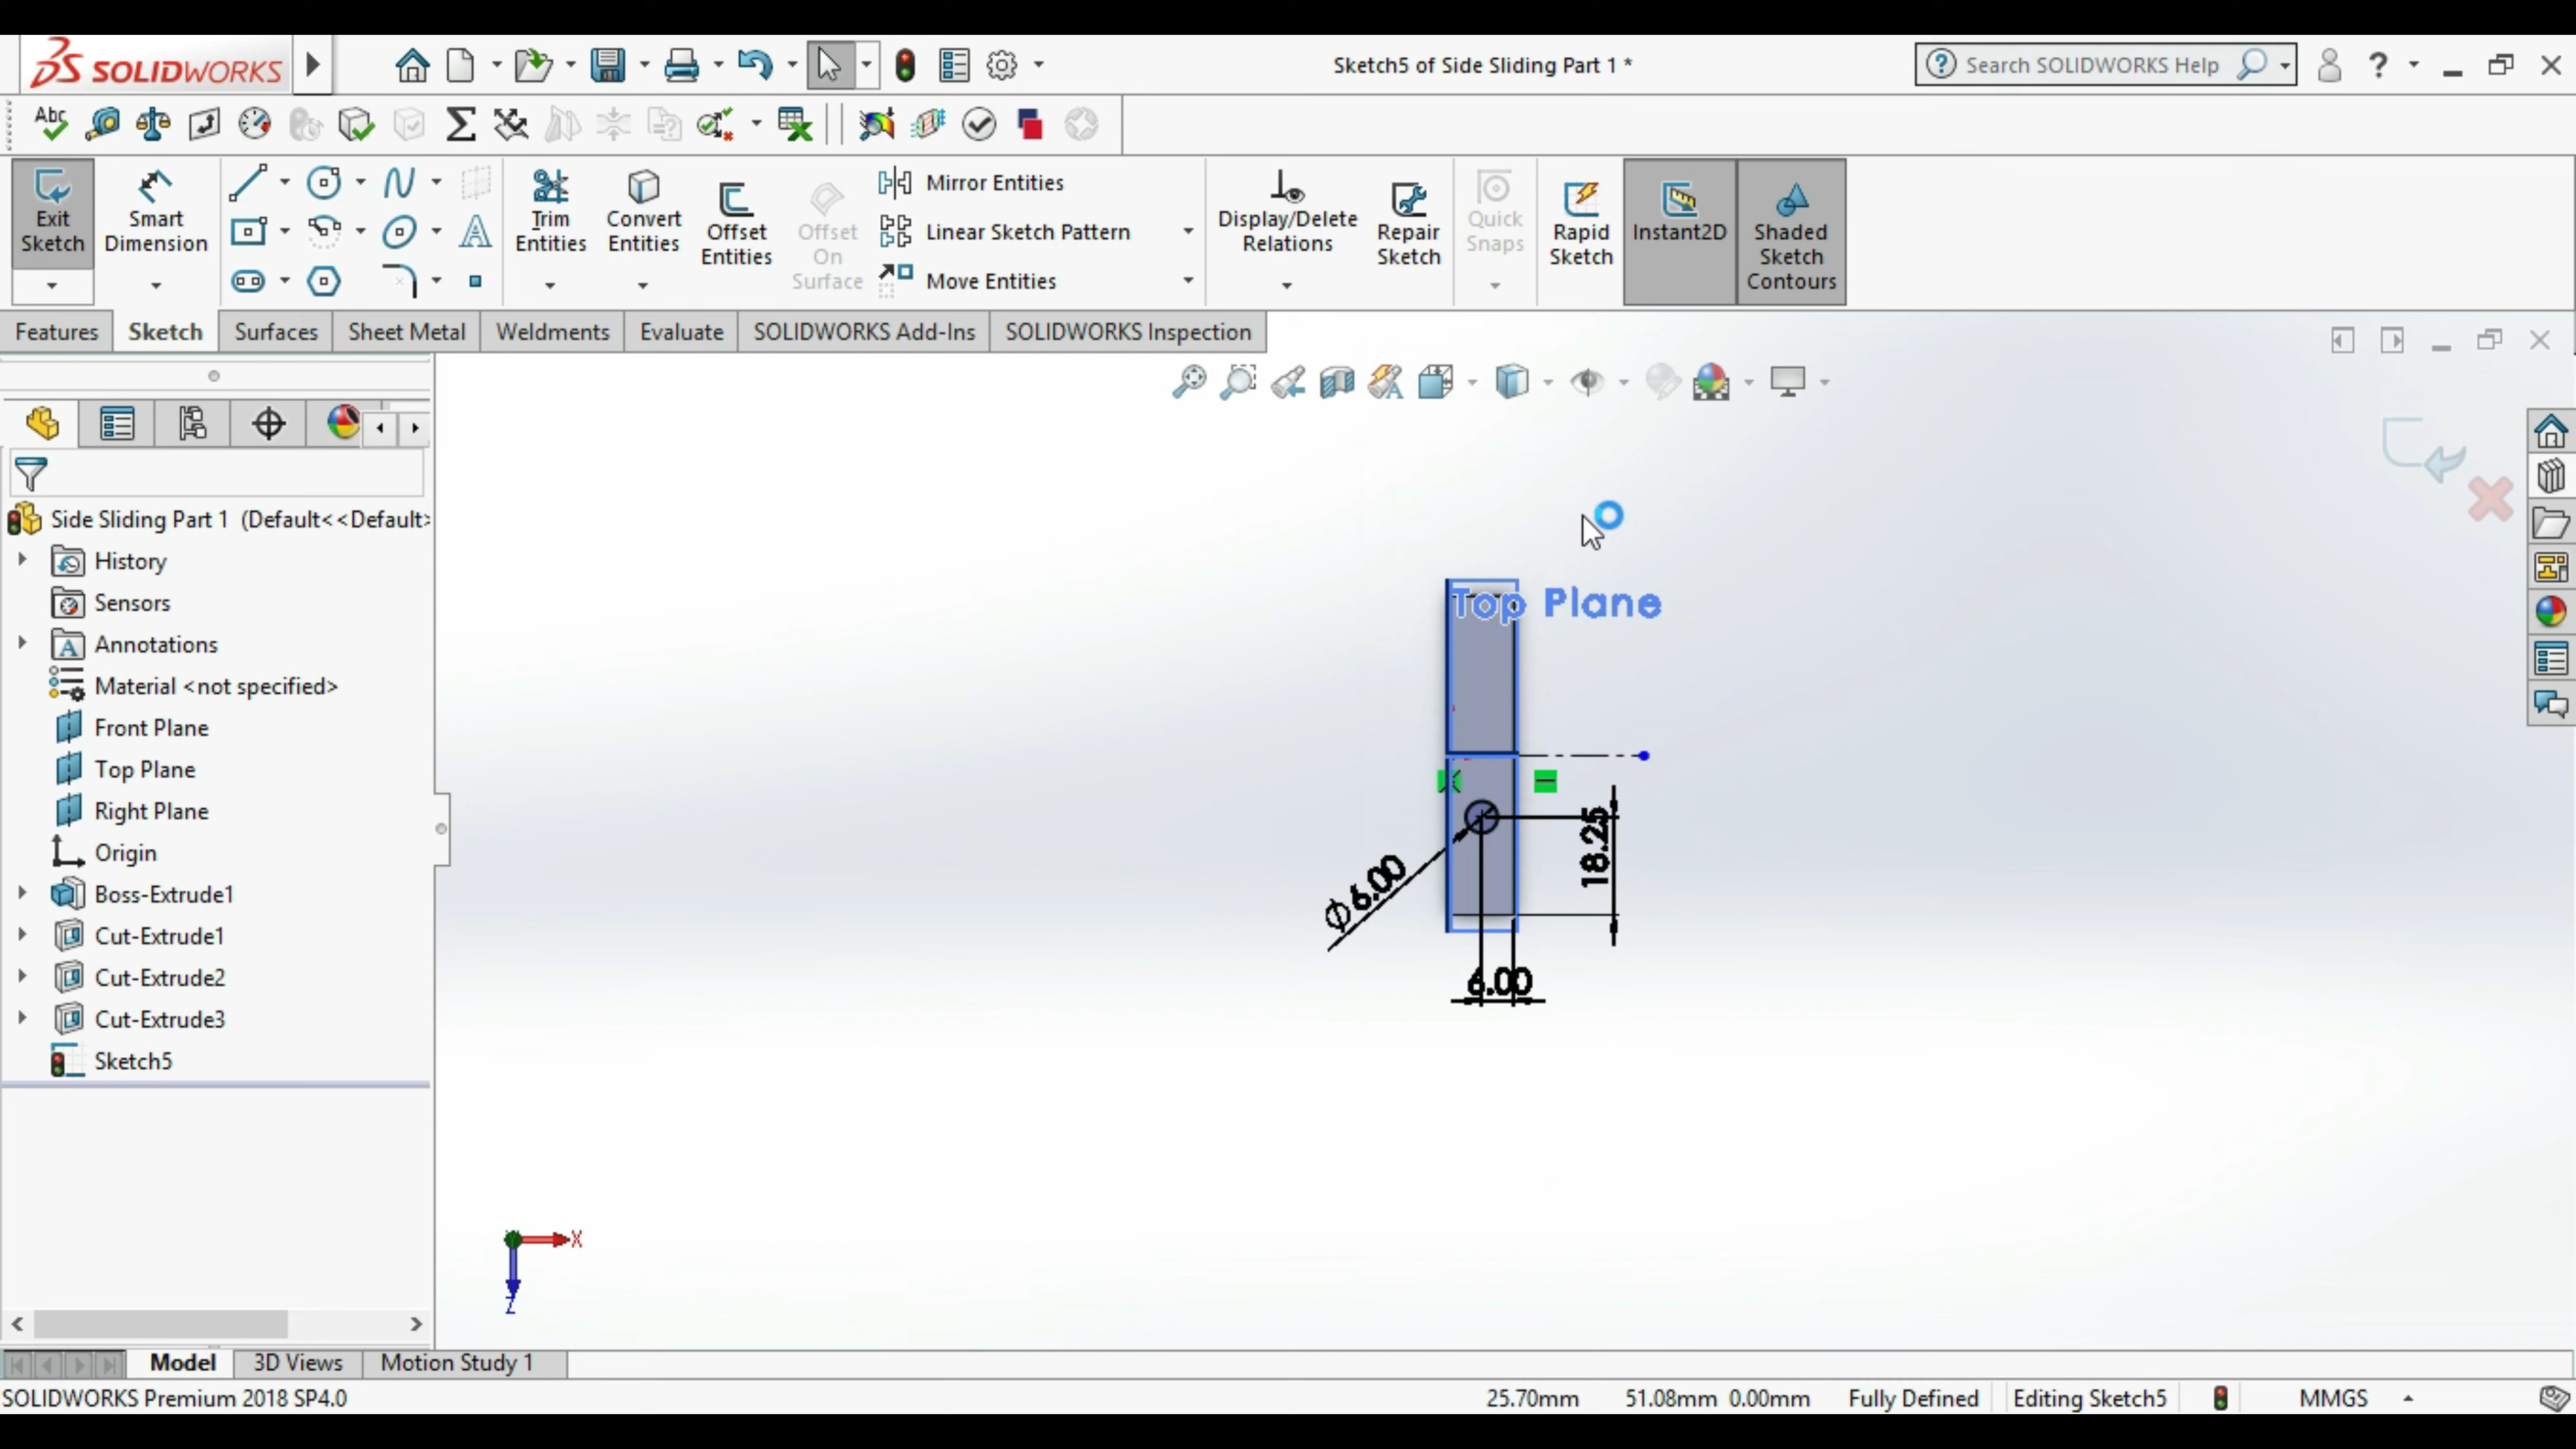 SOLIDWORKS
Sketch5 of Side Sliding Part 1 *
Search SOLIDWORKS Help
Abc
Exit Sketch
Smart Dimension
Trim Entities
Convert Entities
Offset Entities
Offset On Surface
Mirror Entities
Linear Sketch Pattern
Move Entities
Display/Delete Relations
Repair Sketch
Quick Snaps
Rapid Sketch
Instant2D
Shaded Sketch Contours
Features Sketch Surfaces Sheet Metal Weldments Evaluate SOLIDWORKS Add-Ins SOLIDWORKS Inspection
Side Sliding Part 1 (Default<<Default>
History
Sensors
Annotations
Material <not specified>
Front Plane
Top Plane
Right Plane
Origin
Boss-Extrude1
Cut-Extrude1
Cut-Extrude2
Cut-Extrude3
Sketch5
Top Plane
18.25
Φ6.00
6.00
X
Z
Model 3D Views Motion Study 1
SOLIDWORKS Premium 2018 SP4.0 25.70mm 51.08mm 0.00mm Fully Defined Editing Sketch5 MMGS